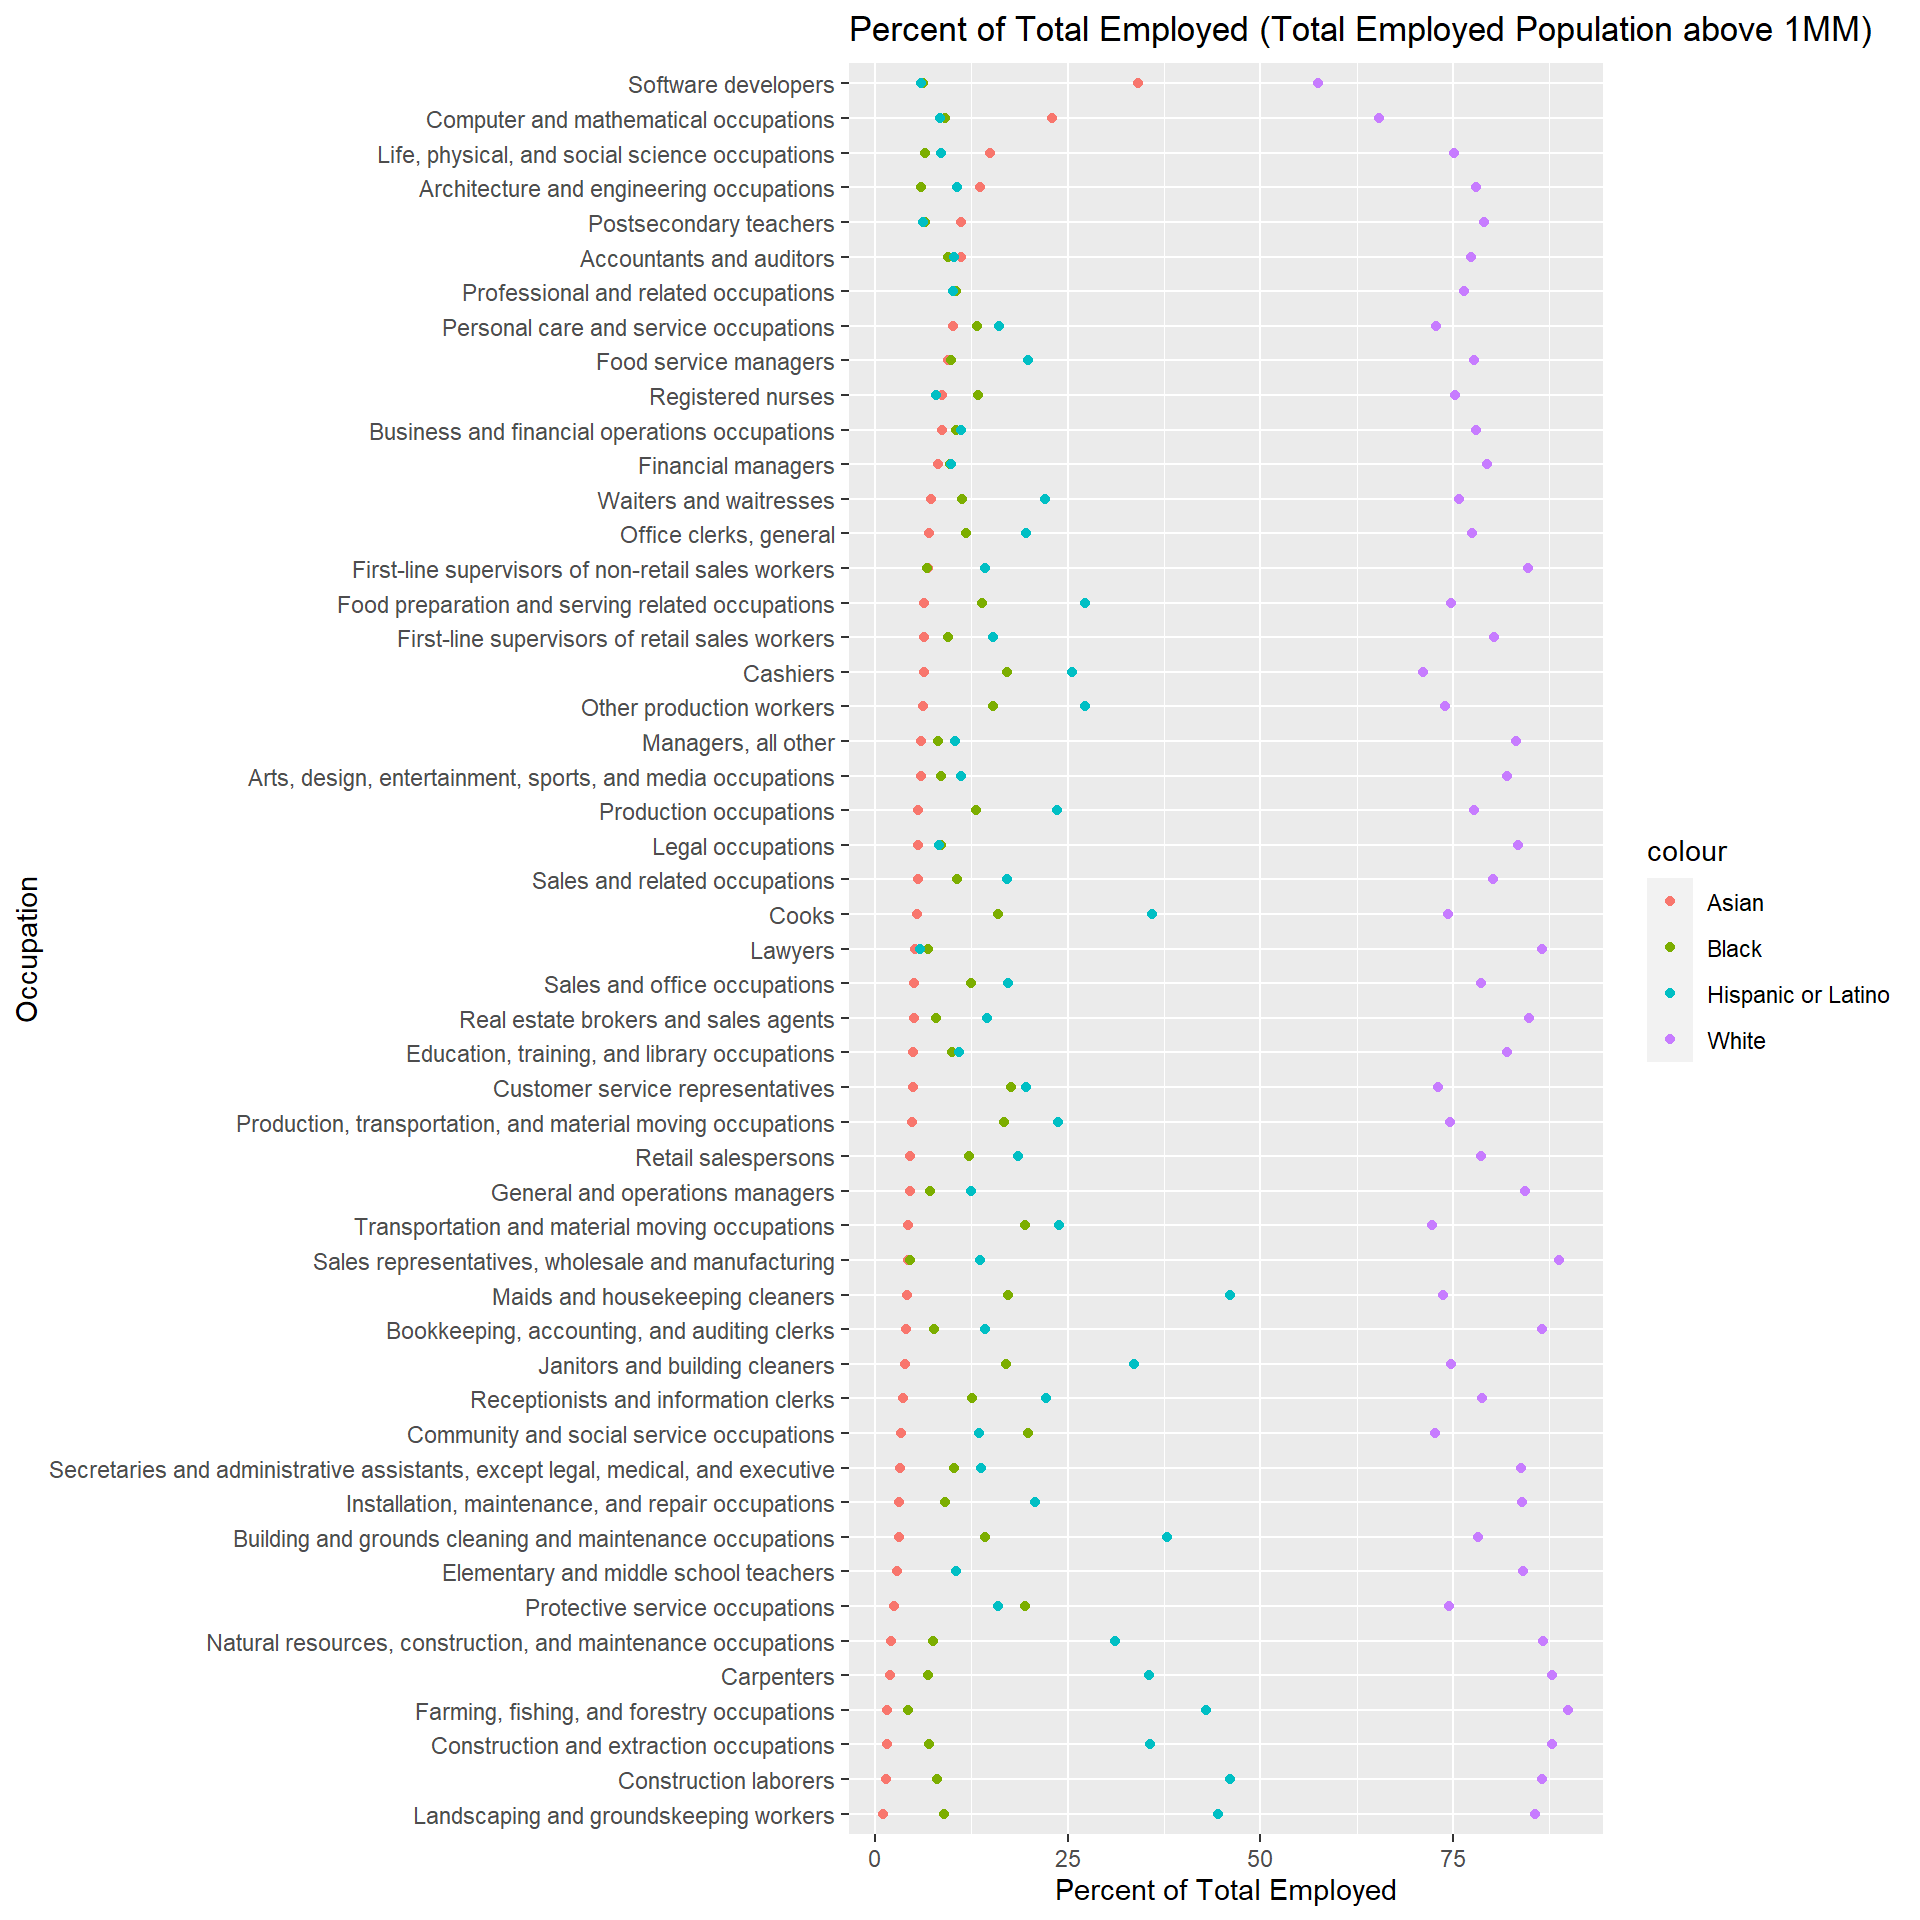 Percent of Total Employed (Total Employed Population above 1MM)
Software developers
Computer and mathematical occupations
Life, physical, and social science occupations
Architecture and engineering occupations
Postsecondary teachers
Accountants and auditors
Professional and related occupations
Personal care and service occupations
Food service managers
Registered nurses
Business and financial operations occupations
Financial managers
Waiters and waitresses
Office clerks, general
First-line supervisors of non-retail sales workers
Food preparation and serving related occupations
First-line supervisors of retail sales workers
Cashiers
Other production workers
Managers, all other
Arts, design, entertainment, sports, and media occupations
Production occupations
Legal occupations
Sales and related occupations
Cooks
Lawyers
Sales and office occupations
Real estate brokers and sales agents
Education, training, and library occupations
Customer service representatives
Production, transportation, and material moving occupations
Retail salespersons
General and operations managers
Transportation and material moving occupations
Sales representatives, wholesale and manufacturing
Maids and housekeeping cleaners
Bookkeeping, accounting, and auditing clerks
Janitors and building cleaners
Receptionists and information clerks
Community and social service occupations
Secretaries and administrative assistants, except legal, medical, and executive
Installation, maintenance, and repair occupations
Building and grounds cleaning and maintenance occupations
Elementary and middle school teachers
Protective service occupations
Natural resources, construction, and maintenance occupations
Carpenters
Farming, fishing, and forestry occupations
Construction and extraction occupations
Construction laborers
Landscaping and groundskeeping workers
Occupation
0 25 50 75
Percent of Total Employed
colour
Asian
Black
Hispanic or Latino
White